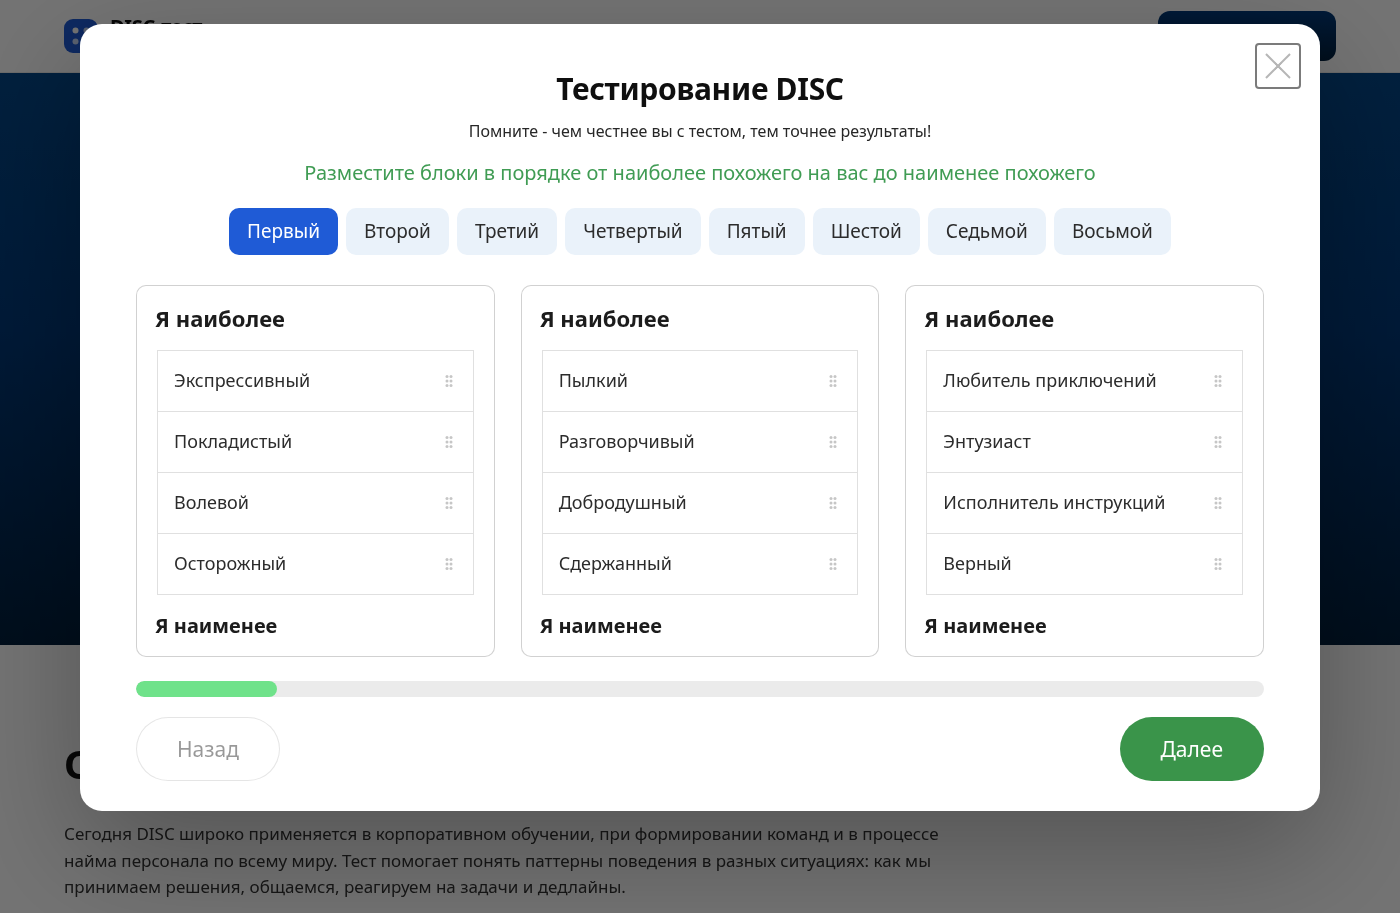 DISC тест
Тестирование DISC
Помните - чем честнее вы с тестом, тем точнее результаты!
Разместите блоки в порядке от наиболее похожего на вас до наименее похожего
Первый Второй Третий Четвертый Пятый Шестой Седьмой Восьмой
Я наиболее
Экспрессивный
Покладистый
Волевой
Осторожный
Я наименее
Я наиболее
Пылкий
Разговорчивый
Добродушный
Сдержанный
Я наименее
Я наиболее
Любитель приключений
Энтузиаст
Исполнитель инструкций
Верный
Я наименее
Назад
Далее
Сегодня DISC широко применяется в корпоративном обучении, при формировании команд и в процессе
найма персонала по всему миру. Тест помогает понять паттерны поведения в разных ситуациях: как мы
принимаем решения, общаемся, реагируем на задачи и дедлайны.